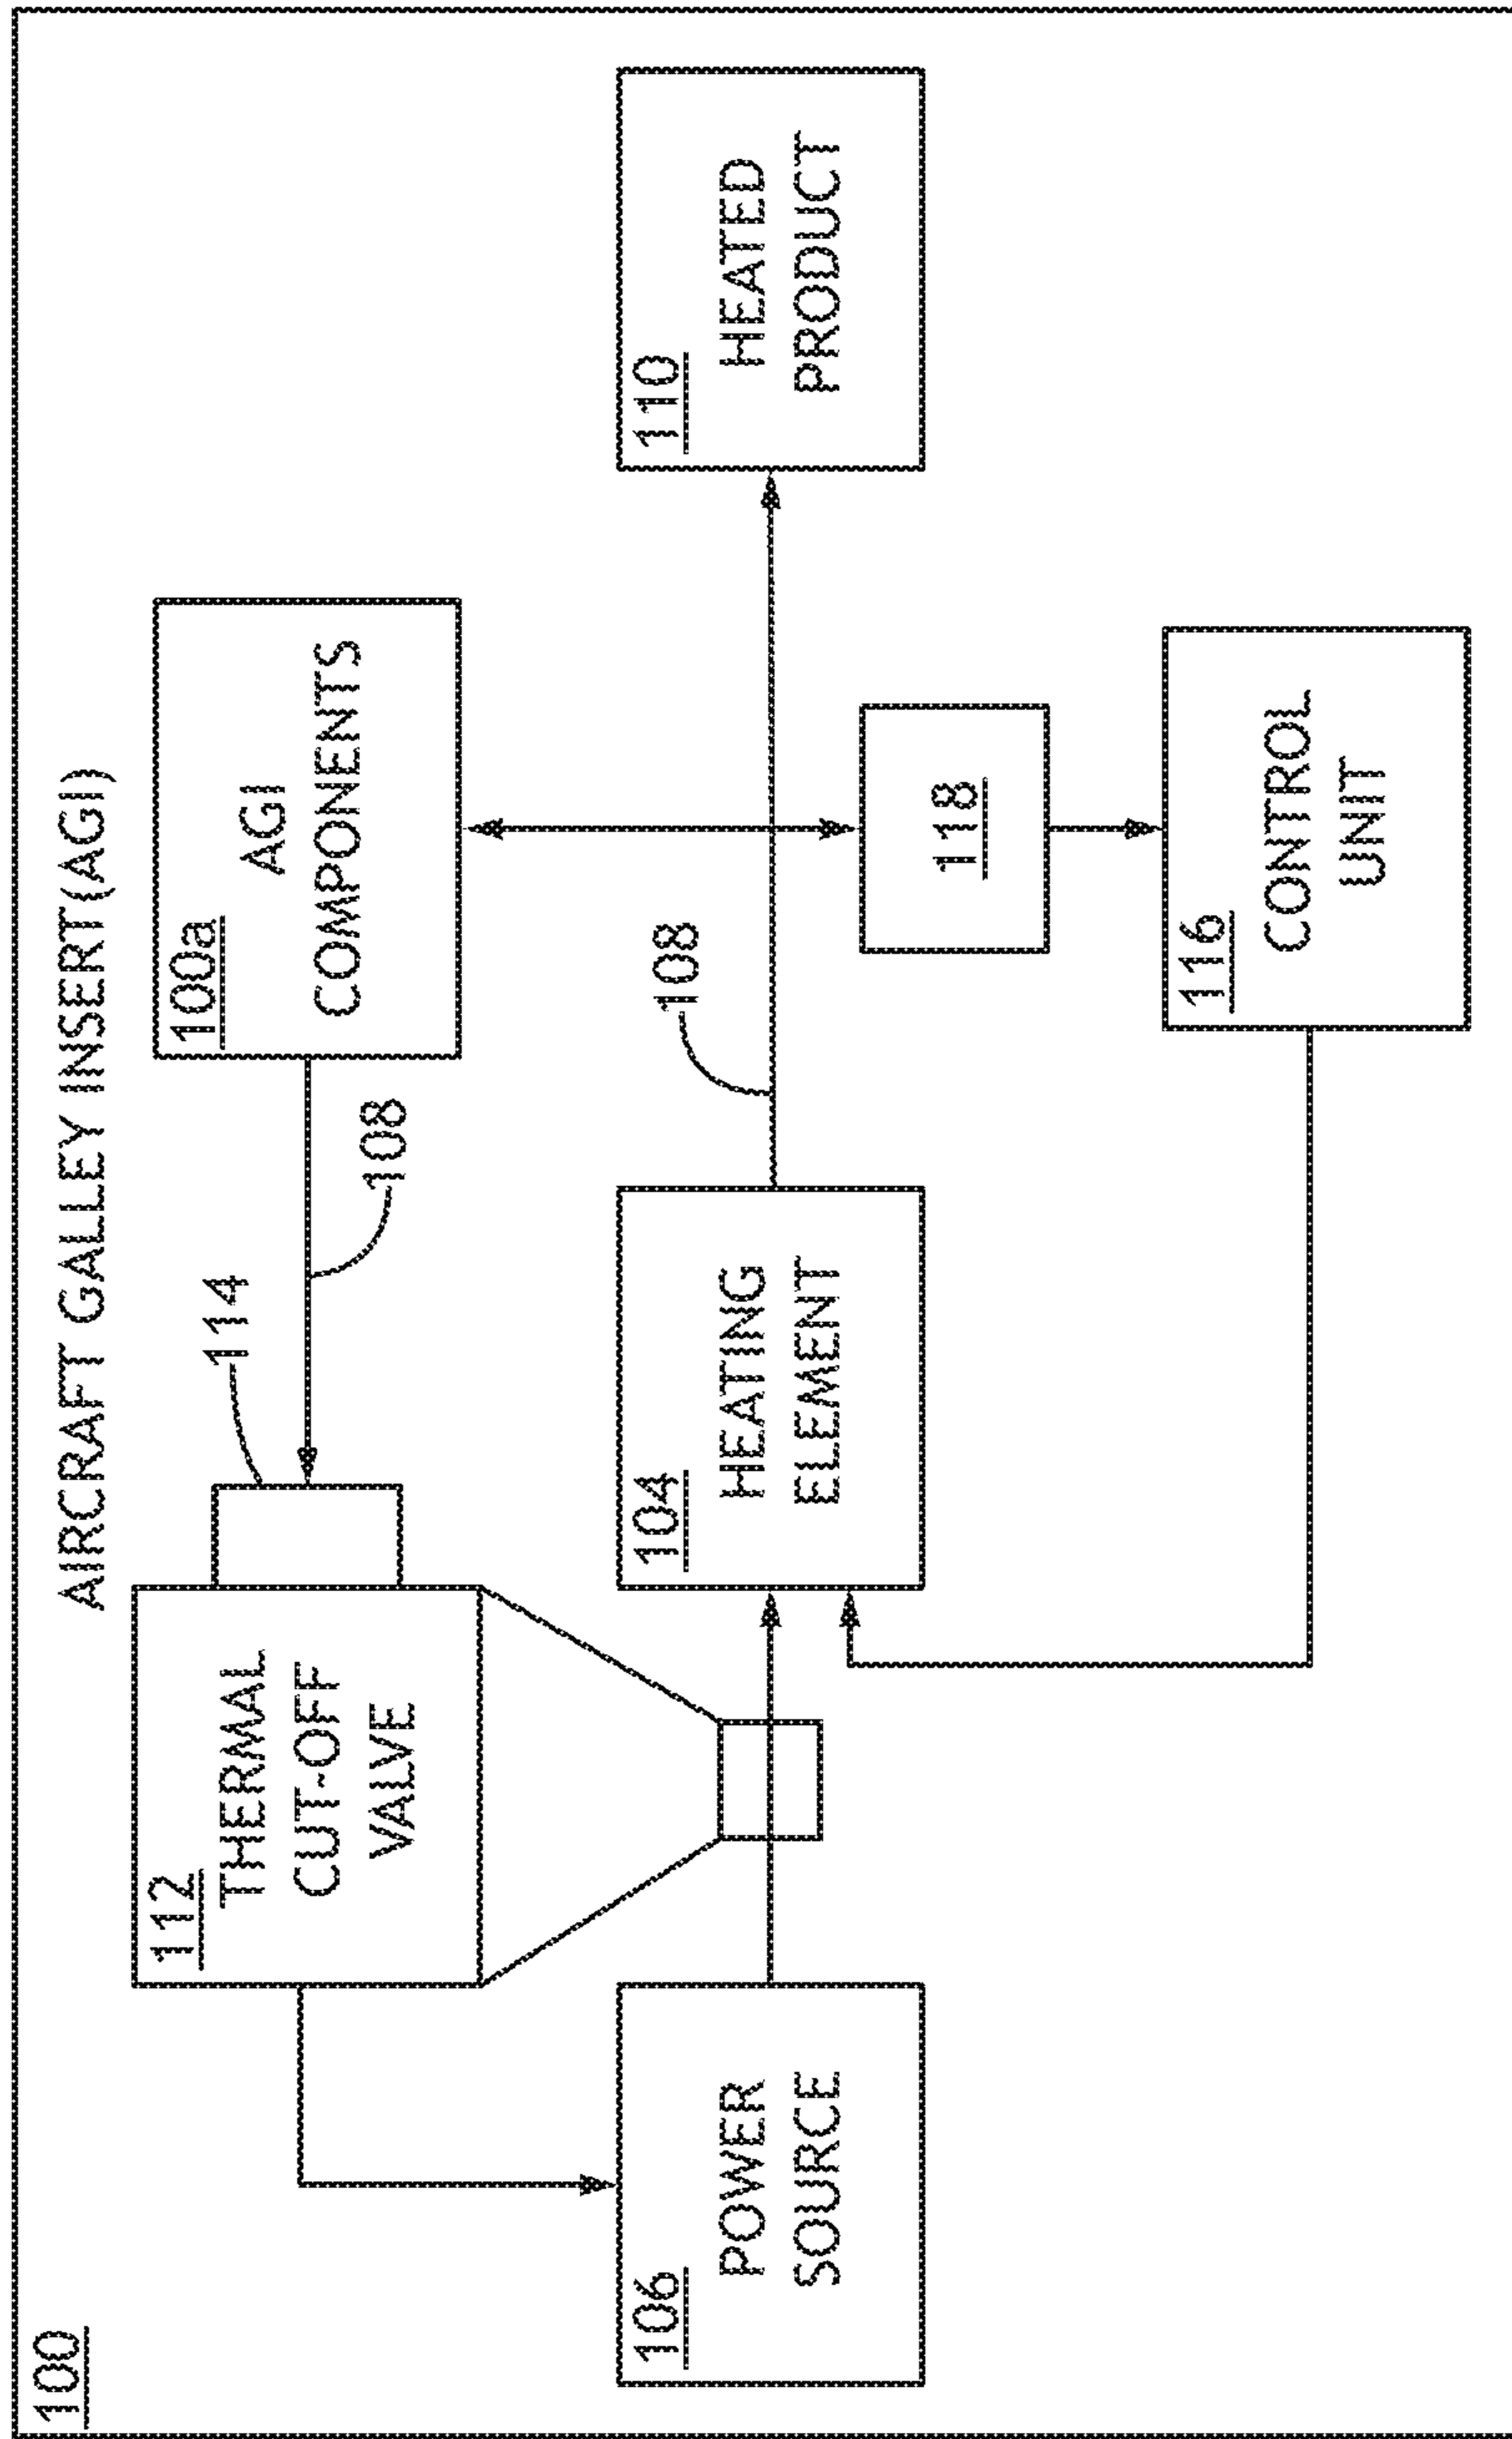 100
AIRCRAFT GALLEY INSERT(AGI)
112
THERMAL
CUT-OFF
VALVE
114
108
100a
AGI
COMPONENTS
106
POWER
SOURCE
104
HEATING
ELEMENT
108
110
HEATED
PRODUCT
118
116
CONTROL
UNIT